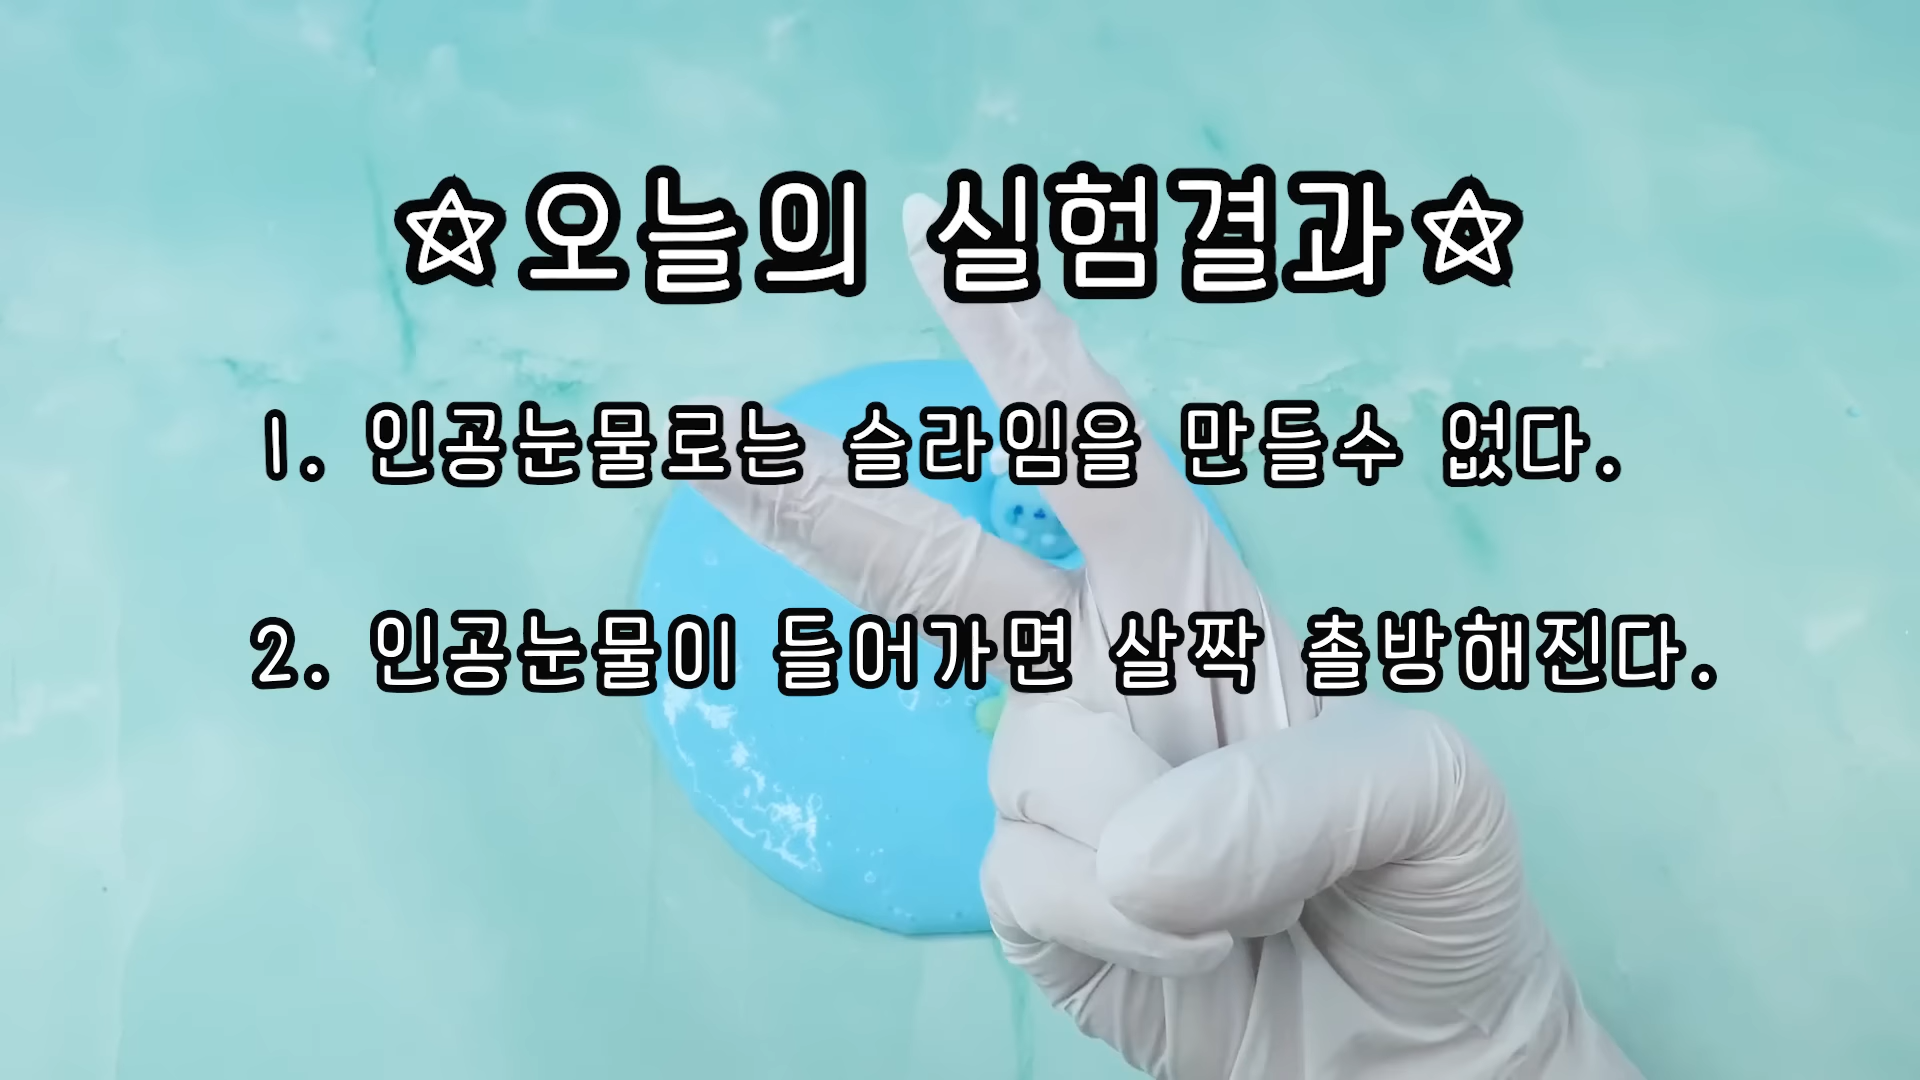 ☆오늘의 실험결과☆
1. 인공눈물로는 슬라임을 만들수 없다.
2. 인공눈물이 들어가면 살짝 촐방해진다.